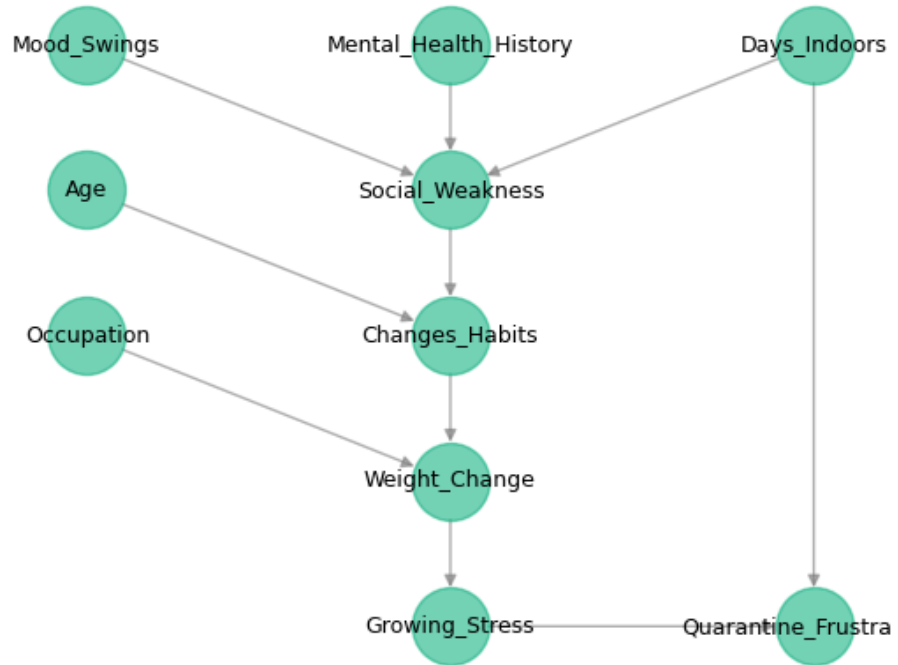 Mood_Swings
Mental_Health_History
Days_Indoors
Age
Social_Weakness
Occupation
Changes_Habits
Weight_Change
Growing_Stress
Quarantine_Frustra